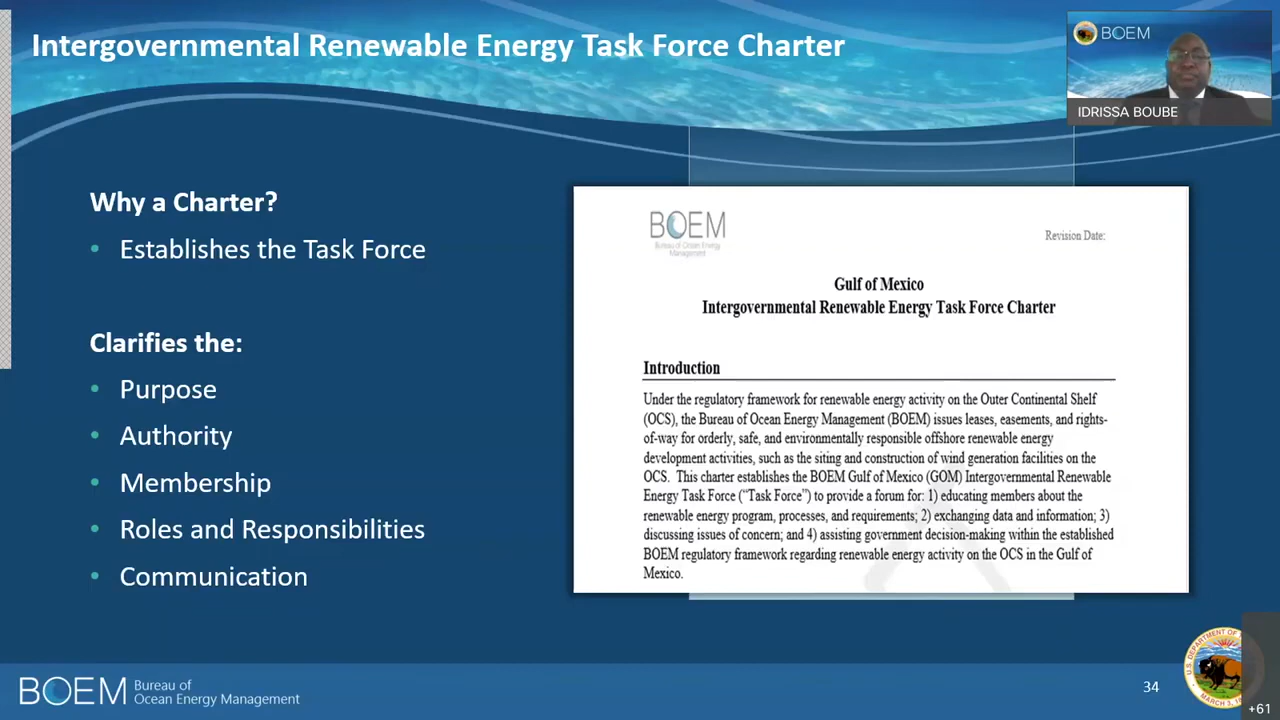 Intergovernmental Renewable Energy Task Force Charter
BOEM
IDRISSA BOUBE
Why a Charter?
• Establishes the Task Force
Clarifies the:
• Purpose
• Authority
• Membership
• Roles and Responsibilities
• Communication
BOEM
Bureau of Ocean Energy
Management
Revision Date:
Gulf of Mexico
Intergovernmental Renewable Energy Task Force Charter
Introduction
Under the regulatory framework for renewable energy activity on the Outer Continental Shelf
(OCS), the Bureau of Ocean Energy Management (BOEM) issues leases, easements, and rights-
of-way for orderly, safe, and environmentally responsible offshore renewable energy
development activities, such as the siting and construction of wind generation facilities on the
OCS. This charter establishes the BOEM Gulf of Mexico (GOM) Intergovernmental Renewable
Energy Task Force (“Task Force”) to provide a forum for: 1) educating members about the
renewable energy program, processes, and requirements; 2) exchanging data and information; 3)
discussing issues of concern; and 4) assisting government decision-making within the established
BOEM regulatory framework regarding renewable energy activity on the OCS in the Gulf of
Mexico.
BOEM
Bureau of
Ocean Energy Management
34
U.S. DEPARTMENT OF
MARCH 3,
+61